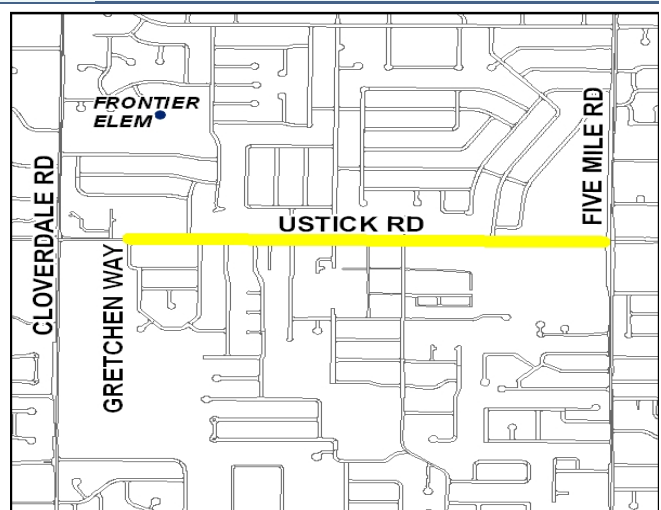 FRONTIER
ELEM
USTICK RD
CLOVERDALE RD
GRETCHEN WAY
FIVE MILE RD